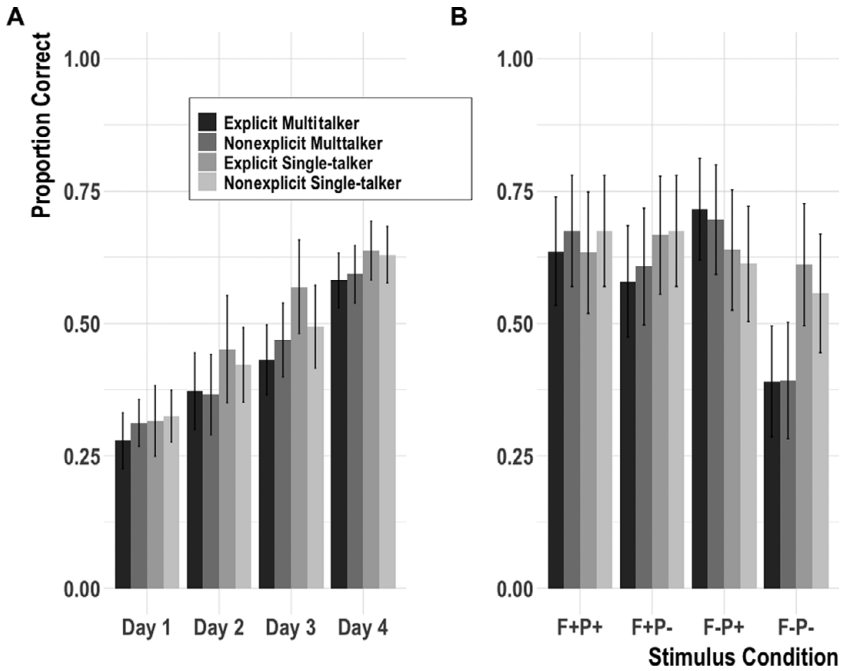 A
B
Proportion Correct
1.00
0.75
0.50
0.25
0.00
Explicit Multitalker
Nonexplicit Multtalker
Explicit Single-talker
Nonexplicit Single-talker
Day 1 Day 2 Day 3 Day 4
1.00
0.75
0.50
0.25
0.00
F+P+ F+P- F-P+ F-P-
Stimulus Condition